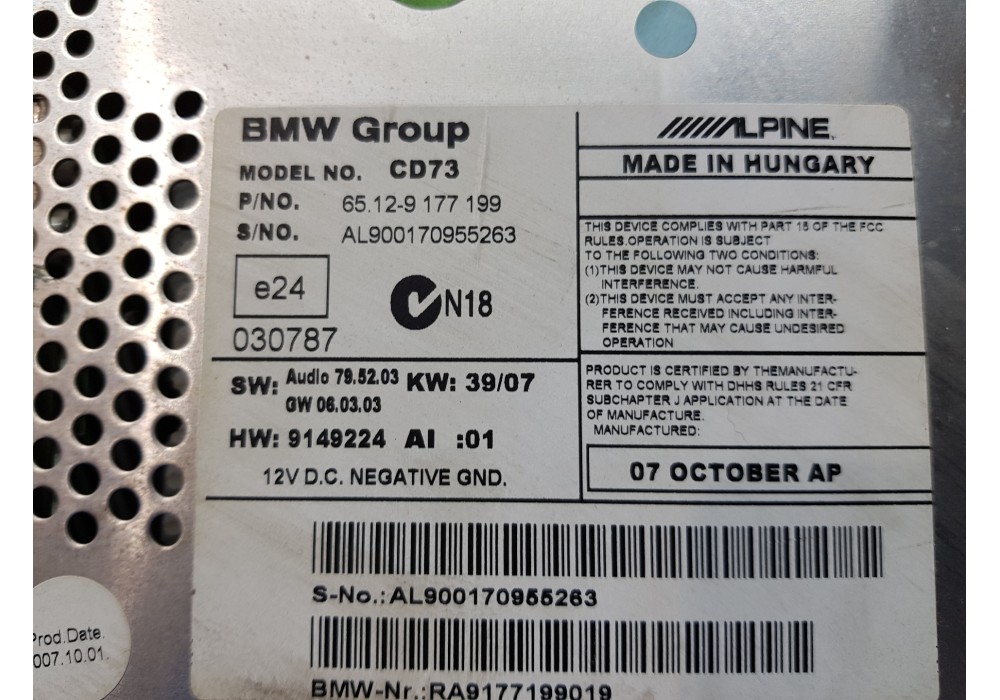 BMW Group
MODEL NO. CD73
P/NO. 65.12-9 177 199
S/NO. AL900170955263
e24
N18
030787
SW: Audio 79.52.03 KW: 39/07
GW 06.03.03
HW: 9149224 AI :01
12V D.C. NEGATIVE GND.
ALPINE
MADE IN HUNGARY
THIS DEVICE COMPLIES WITH PART 15 OF THE FCC
RULES.OPERATION IS SUBJECT
TO THE FOLLOWING TWO CONDITIONS:
(1)THIS DEVICE MAY NOT CAUSE HARMFUL
INTERFERENCE.
(2)THIS DEVICE MUST ACCEPT ANY INTER-
FERENCE RECEIVED INCLUDING INTER-
FERENCE THAT MAY CAUSE UNDESIRED
OPERATION
PRODUCT IS CERTIFIED BY THEMANUFACTU-
RER TO COMPLY WITH DHHS RULES 21 CFR
SUBCHAPTER J APPLICATION AT THE DATE
OF MANUFACTURE.
MANUFACTURED:
07 OCTOBER AP
S-No.:AL900170955263
BMW-Nr.:RA9177199019
Prod.Date.
007.10.01.